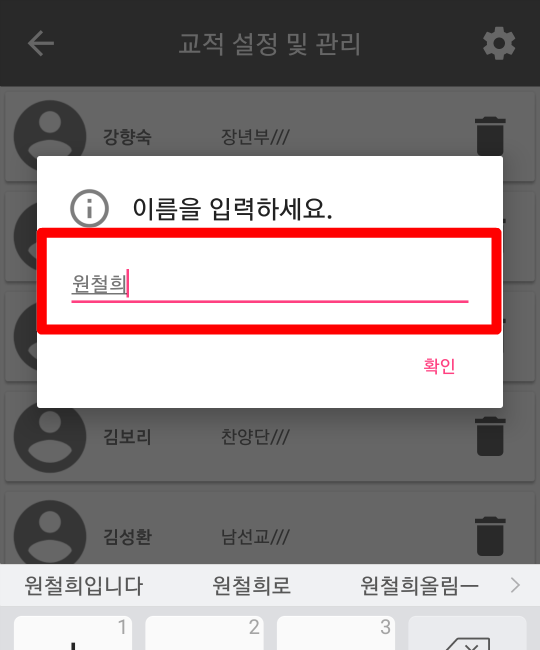 교적 설정 및 관리
강향숙 장년부///
이름을 입력하세요.
원철희
확인
김보리 찬양단///
김성환 남선교///
원철희입니다 원철희로 원철희올림ㅡ
1 2 3